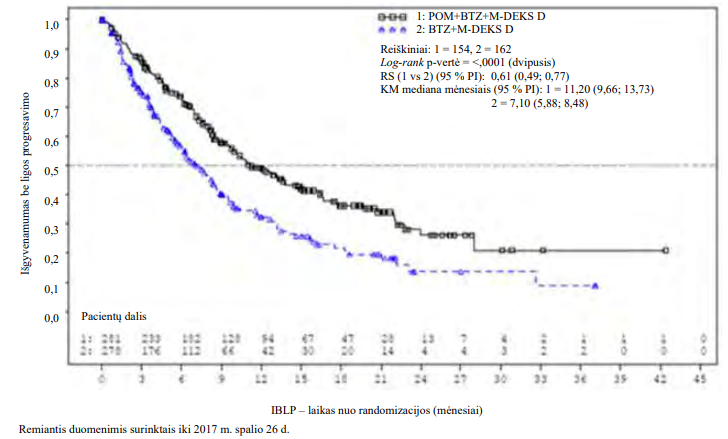 1: POM+BTZ+M-DEKS D
2: BTZ+M-DEKS D
Reiškiniai: 1 = 154, 2 = 162
Log-rank p-vertė = <,0001 (dvipusis)
RS (1 vs 2) (95 % PI): 0,61 (0,49; 0,77)
KM mediana mėnesiais (95 % PI): 1 = 11,20 (9,66; 13,73)
2 = 7,10 (5,88; 8,48)
Išgyvenamumas be ligos progresavimo
1,0
0,9
0,8
0,7
0,6
0,5
0,4
0,3
0,2
0,1
0,0
Pacientų dalis
0 3 6 9 12 15 18 21 24 27 30 33 36 39 42 45
IBLP – laikas nuo randomizacijos (mėnesiai)
Remiantis duomenimis surinktais iki 2017 m. spalio 26 d.